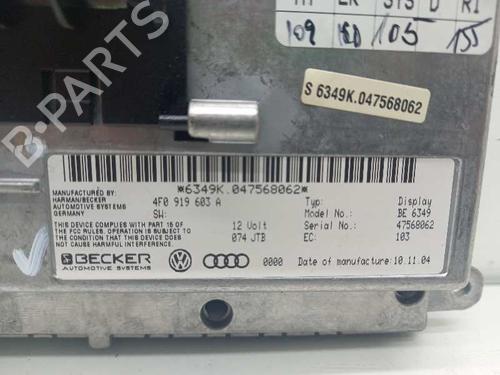 109 105 155
S 6349K.047568062
*6349K.047568062*
MANUFACTURED BY:
HARMAN/BECKER
AUTOMOTIVE SYSTEMS
GERMANY
4F0 919 603 A
SW:
Typ: Display
Model No.: BE 6349
THIS DEVICE COMPLIES WITH PART 15 OF
THE FCC RULES. OPERATION IS SUBJECT TO
THE CONDITION THAT THIS DEVICE DOES
NOT CAUSE HARMFUL INTERFERENCE
12 Volt
074 JTB
Serial No.: 47568062
EC: 103
BECKER
AUTOMOTIVE SYSTEMS
0000
Date of manufacture: 10.11.04
B-PARTS